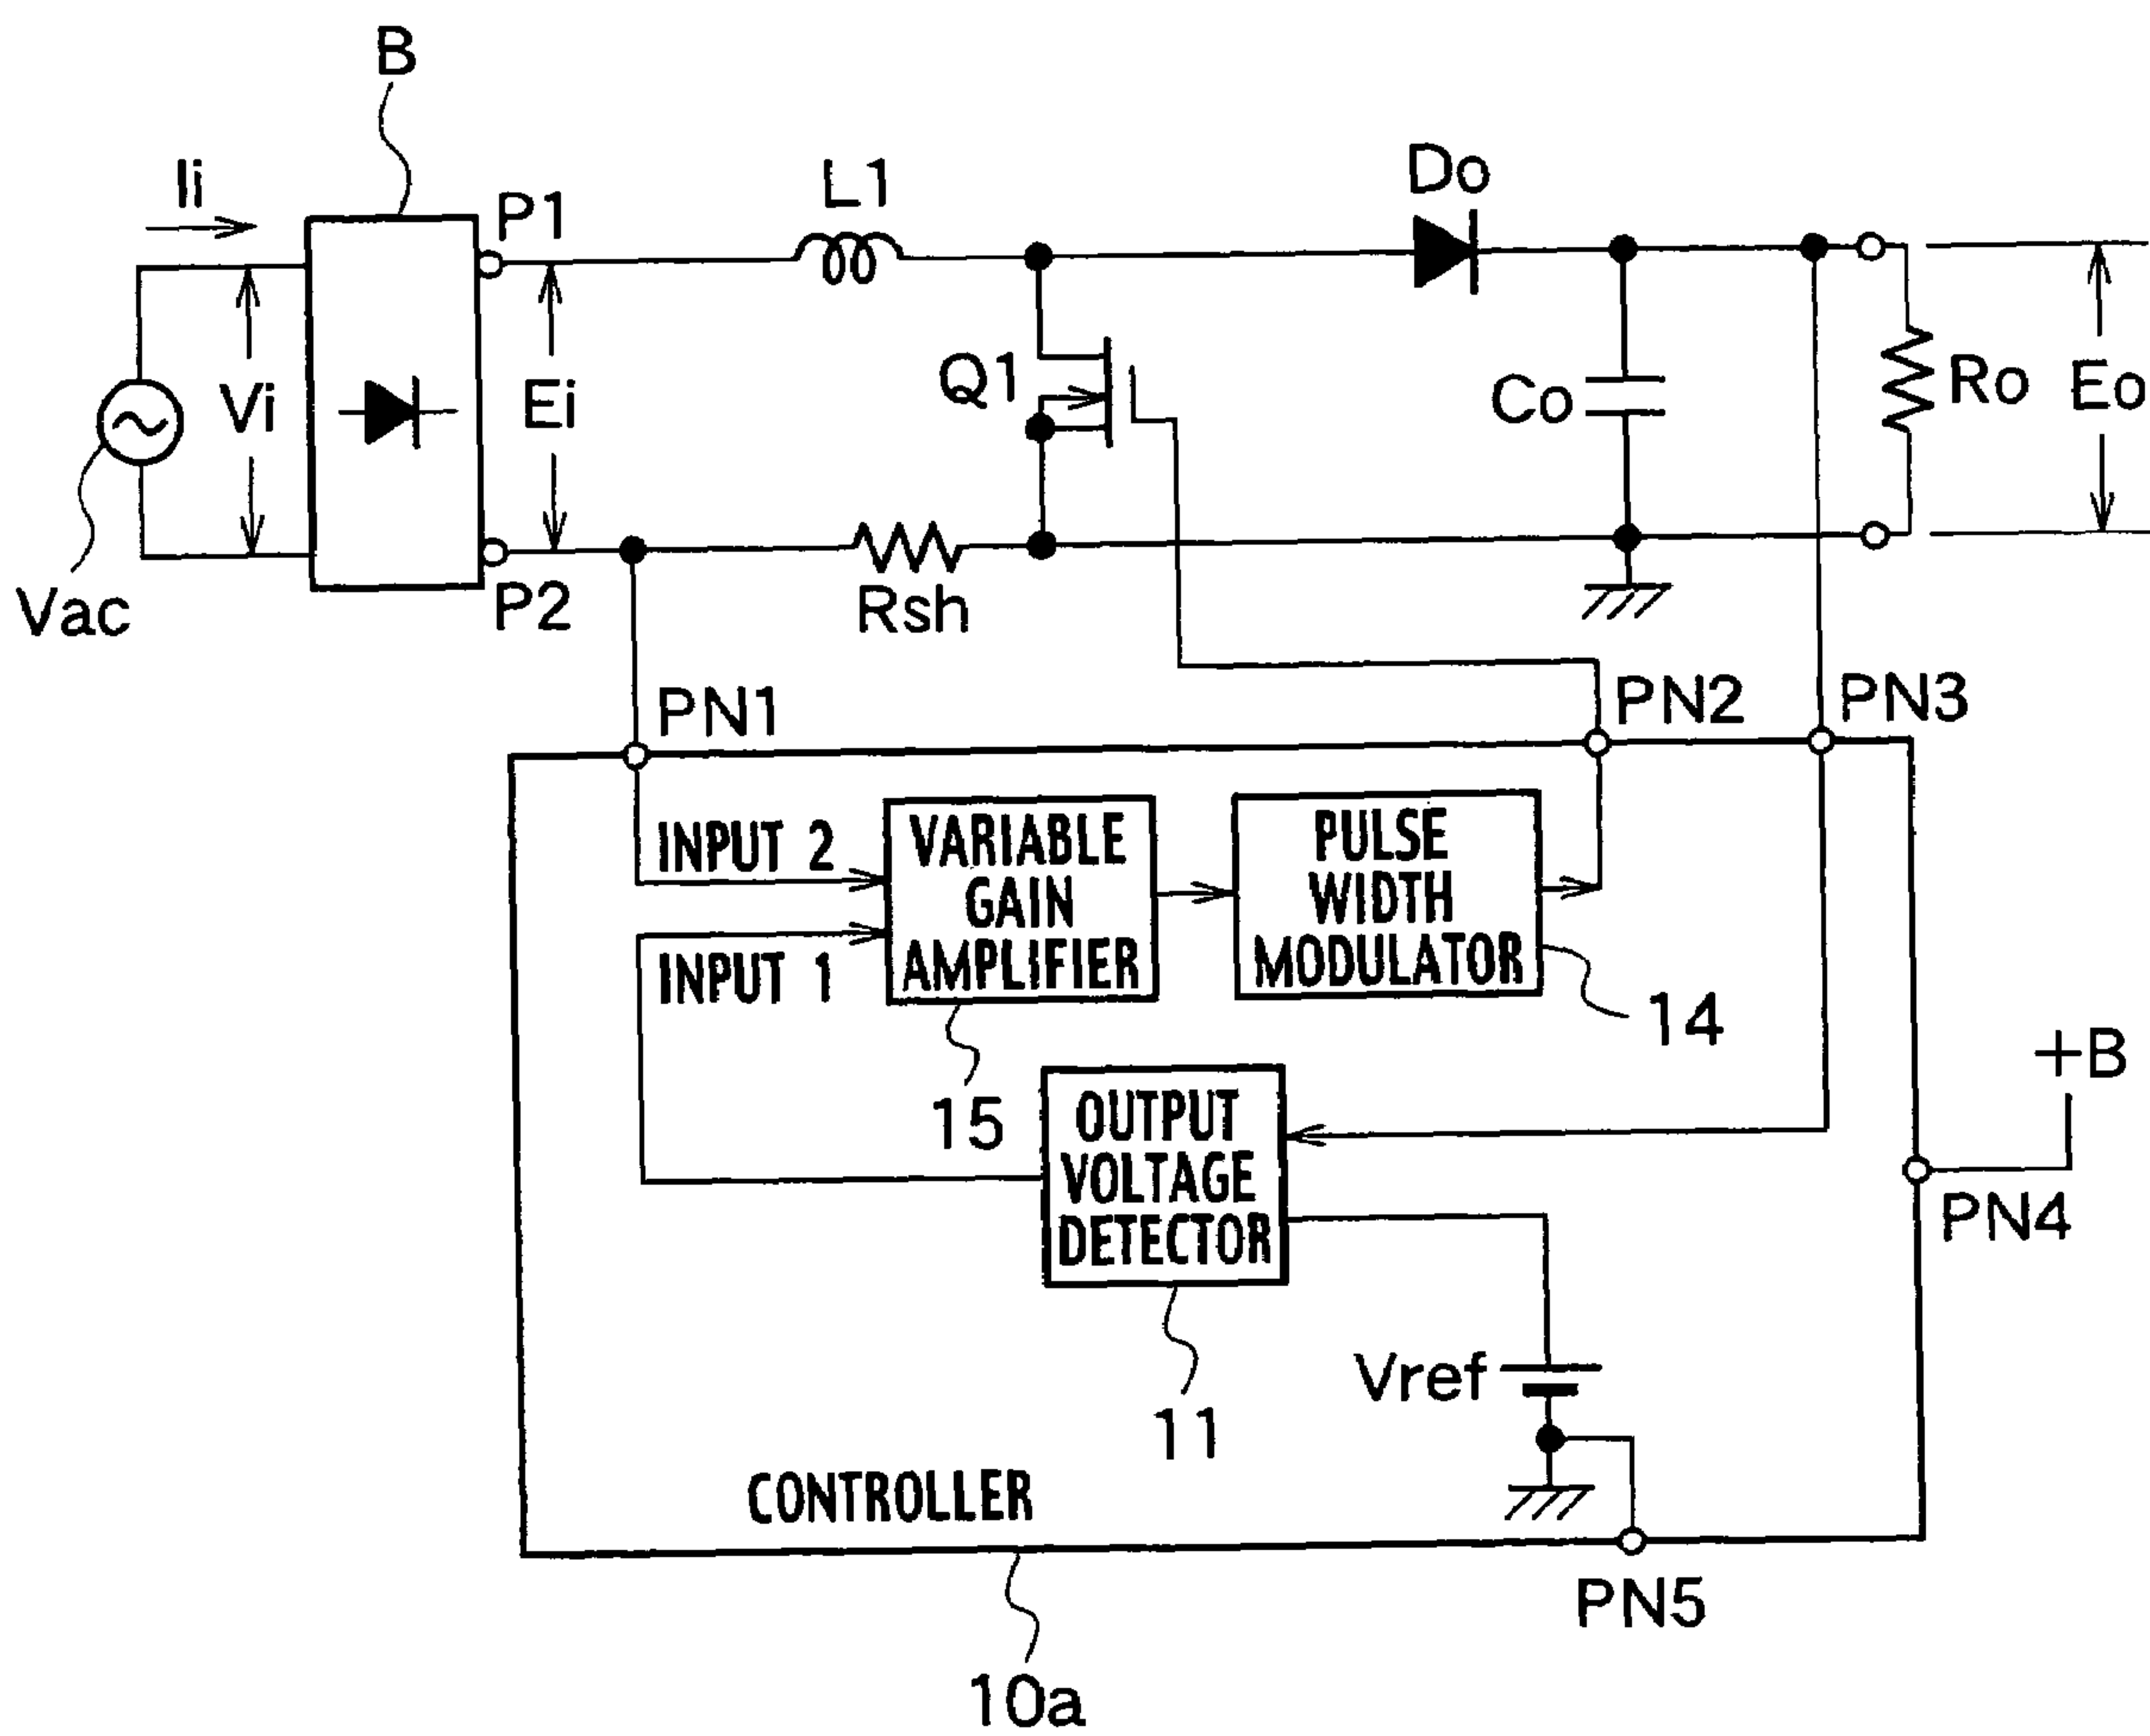 B
Ii
P1
L1
Do
Vi
Ei
Q1
Co
Ro
Eo
Vac
P2
Rsh
PN1
PN2
PN3
INPUT 2
VARIABLE
GAIN
AMPLIFIER
PULSE
WIDTH
MODULATOR
INPUT 1
14
15
+B
OUTPUT
VOLTAGE
DETECTOR
PN4
11
Vref
CONTROLLER
PN5
10a